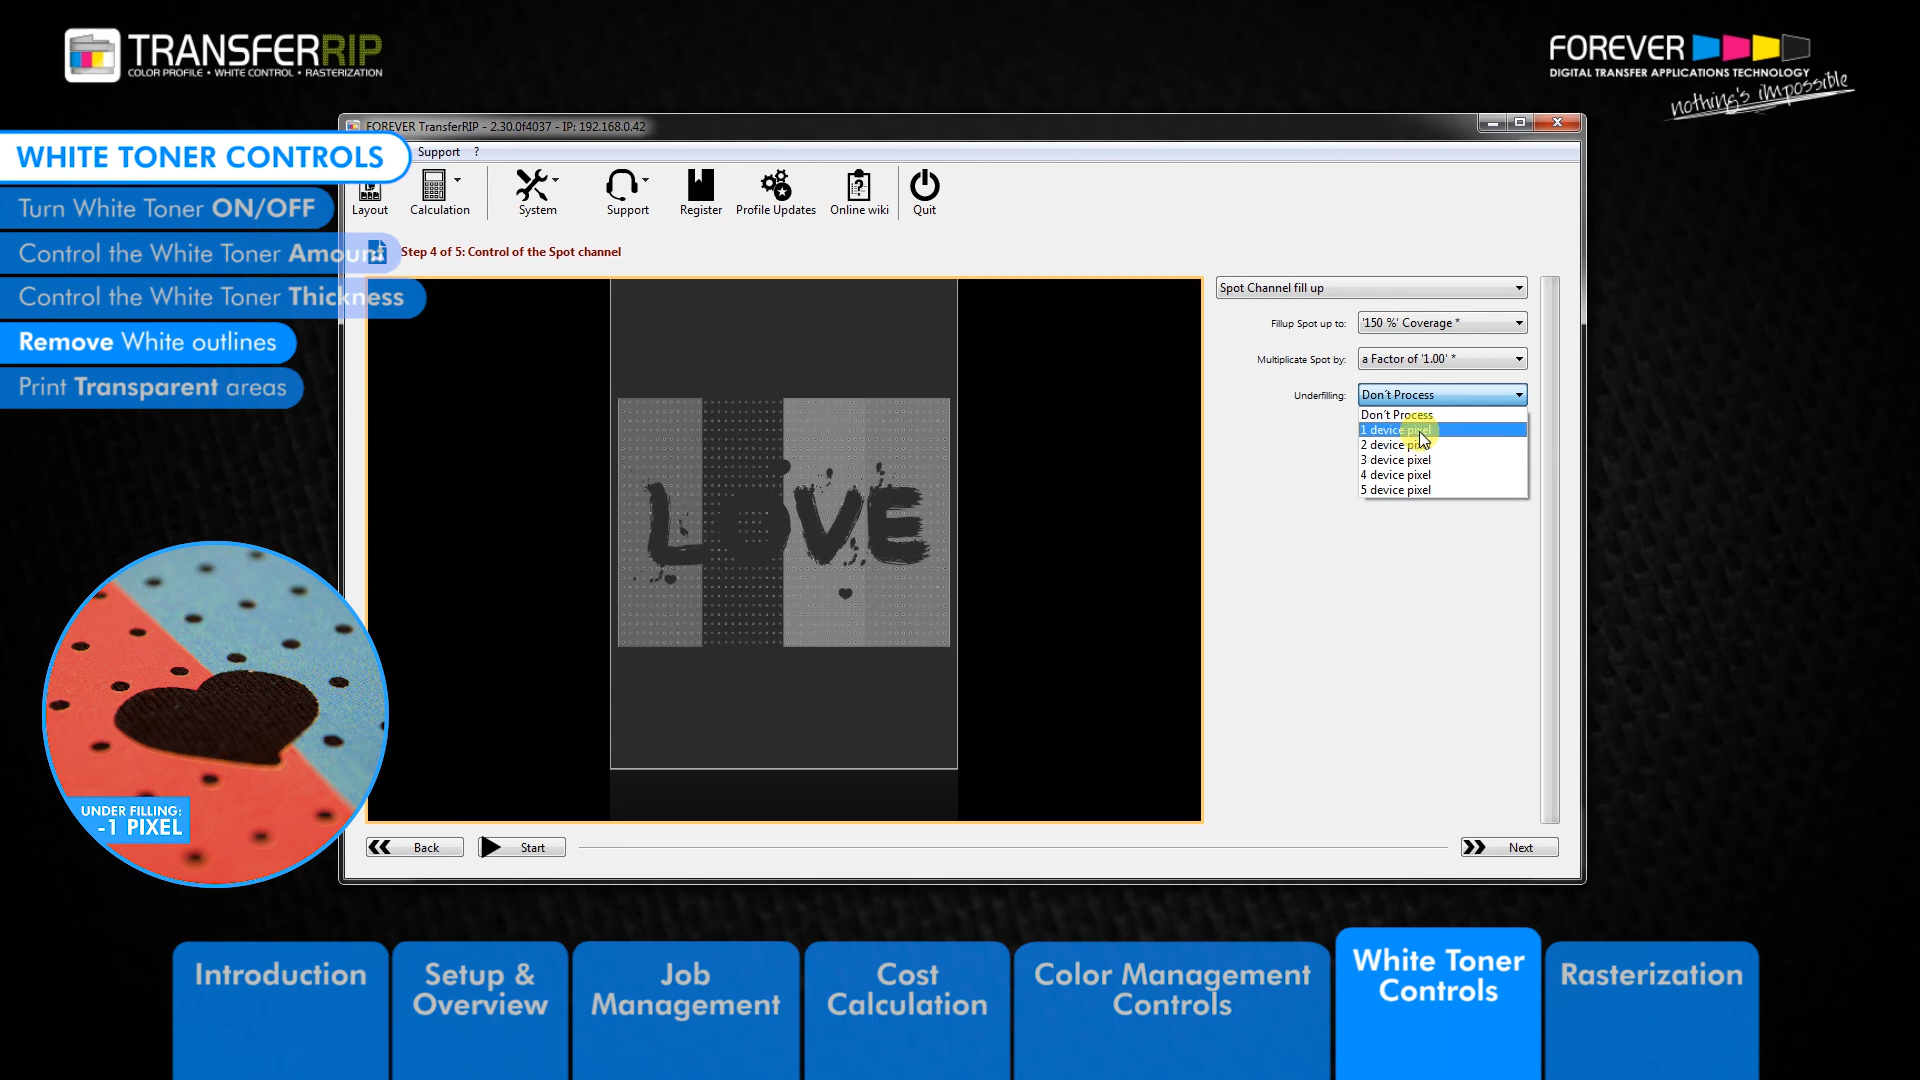 TRANSFERRIP
COLOR PROFILE • WHITE CONTROL • RASTERIZATION
FOREVER
DIGITAL TRANSFER APPLICATIONS TECHNOLOGY
nothing's impossible
FOREVER TransferRIP - 2.30.0f4037 - IP: 192.168.0.42
WHITE TONER CONTROLS
Turn White Toner ON/OFF
Control the White Toner Amount
Control the White Toner Thickness
Remove White outlines
Print Transparent areas
Support ?
Layout Calculation System Support Register Profile Updates Online wiki Quit
Step 4 of 5: Control of the Spot channel
Spot Channel fill up
Fillup Spot up to: '150 %' Coverage *
Multiplicate Spot by: a Factor of '1.00' *
Underfilling: Don´t Process
Don´t Process
1 device pixel
2 device pixel
3 device pixel
4 device pixel
5 device pixel
LOVE
UNDER FILLING:
-1 PIXEL
Back Start Next
Introduction
Setup &
Overview
Job
Management
Cost
Calculation
Color Management
Controls
White Toner
Controls
Rasterization